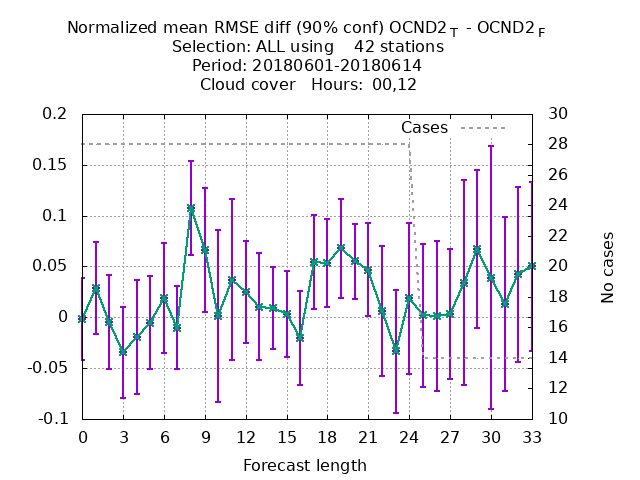 Normalized mean RMSE diff (90% conf) OCND2 T - OCND2 F
Selection: ALL using 42 stations
Period: 20180601-20180614
Cloud cover Hours: 00,12
Cases
0.2
0.15
0.1
0.05
0
-0.05
-0.1
30
28
26
24
22
20
18
16
14
12
10
No cases
0 3 6 9 12 15 18 21 24 27 30 33
Forecast length